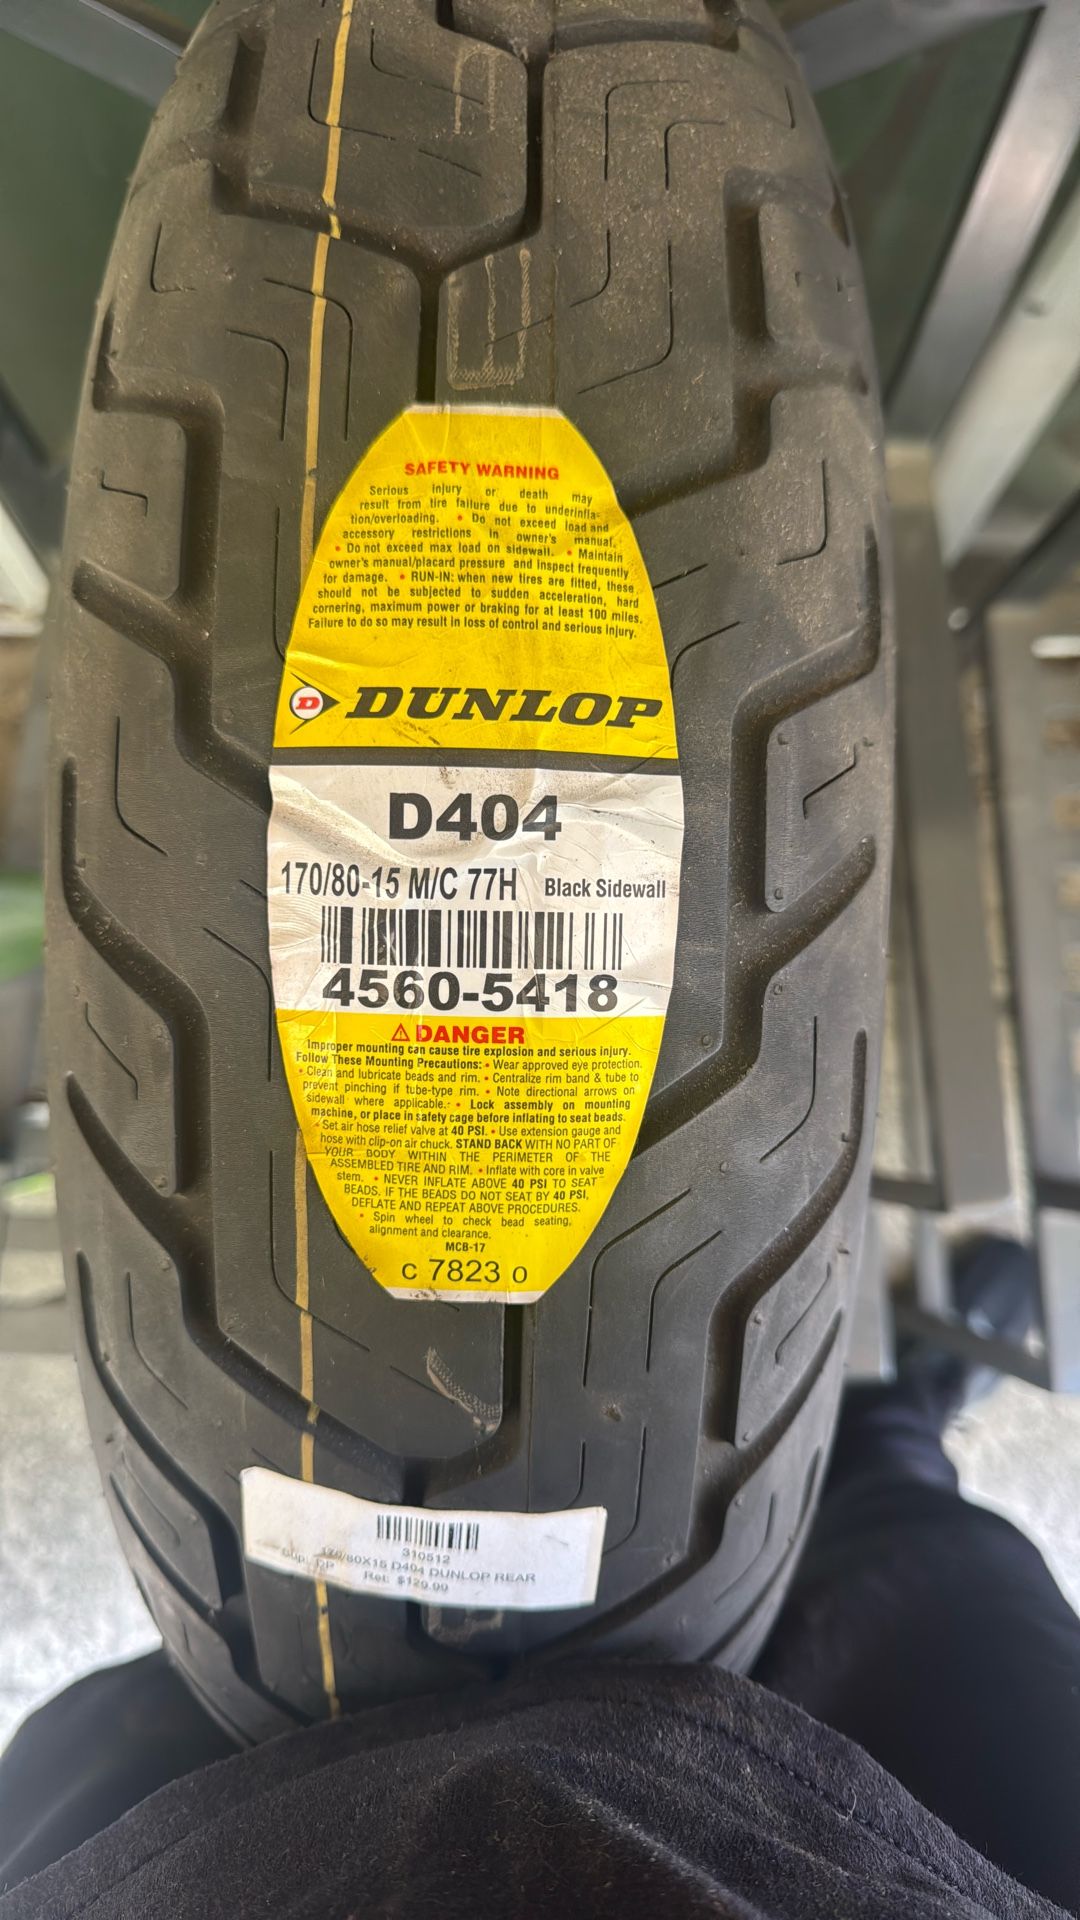 SAFETY WARNING
Serious injury or death may
result from tire failure due to underinfla-
tion/overloading. • Do not exceed load and
accessory restrictions in owner's manual.
• Do not exceed max load on sidewall. • Maintain
owner's manual/placard pressure and inspect frequently
for damage. • RUN-IN: when new tires are fitted, these
should not be subjected to sudden acceleration, hard
cornering, maximum power or braking for at least 100 miles.
Failure to do so may result in loss of control and serious injury.
D DUNLOP
D404
170/80-15 M/C 77H Black Sidewall
4560-5418
⚠ DANGER
Improper mounting can cause tire explosion and serious injury.
Follow These Mounting Precautions: • Wear approved eye protection.
• Clean and lubricate beads and rim. • Centralize rim band & tube to
prevent pinching if tube-type rim. • Note directional arrows on
sidewall where applicable. • Lock assembly on mounting
machine, or place in safety cage before inflating to seat beads.
• Set air hose relief valve at 40 PSI. • Use extension gauge and
hose with clip-on air chuck. STAND BACK WITH NO PART OF
YOUR BODY WITHIN THE PERIMETER OF THE
ASSEMBLED TIRE AND RIM. • Inflate with core in valve
stem. • NEVER INFLATE ABOVE 40 PSI TO SEAT
BEADS. IF THE BEADS DO NOT SEAT BY 40 PSI,
DEFLATE AND REPEAT ABOVE PROCEDURES.
• Spin wheel to check bead seating,
alignment and clearance.
MCB-17
C 7823 O
310512
170/80X15 D404 DUNLOP REAR
DP Ret: $129.99